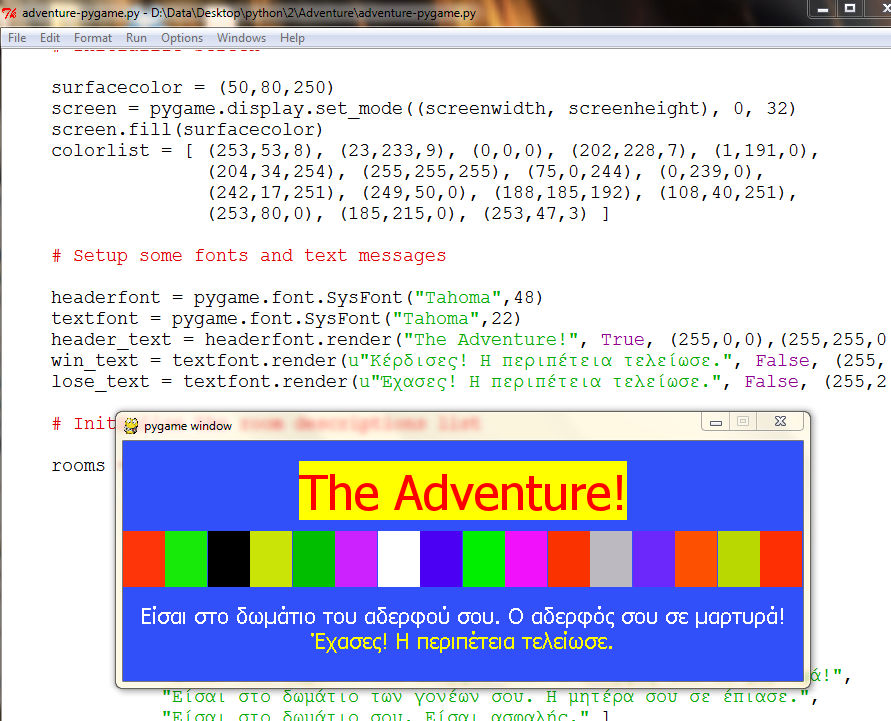 adventure-pygame.py - D:\Data\Desktop\python\2\Adventure\adventure-pygame.py
File Edit Format Run Options Windows Help
surfacecolor = (50,80,250)
screen = pygame.display.set_mode((screenwidth, screenheight), 0, 32)
screen.fill(surfacecolor)
colorlist = [ (253,53,8), (23,233,9), (0,0,0), (202,228,7), (1,191,0),
(204,34,254), (255,255,255), (75,0,244), (0,239,0),
(242,17,251), (249,50,0), (188,185,192), (108,40,251),
(253,80,0), (185,215,0), (253,47,3) ]
# Setup some fonts and text messages
headerfont = pygame.font.SysFont("Tahoma",48)
textfont = pygame.font.SysFont("Tahoma",22)
header_text = headerfont.render("The Adventure!", True, (255,0,0),(255,255,0
win_text = textfont.render(u"Κέρδισες! Η περιπέτεια τελείωσε.", False, (255,
lose_text = textfont.render(u"Έχασες! Η περιπέτεια τελείωσε.", False, (255,2
# Init
pygame window
rooms
The Adventure!
Είσαι στο δωμάτιο του αδερφού σου. Ο αδερφός σου σε μαρτυρά!
Έχασες! Η περιπέτεια τελείωσε.
ά!",
"Είσαι στο δωμάτιο των γονέων σου. Η μητέρα σου σε έπιασε.",
"Είσαι στο δωμάτιο σου. Είσαι ασφαλής." ]